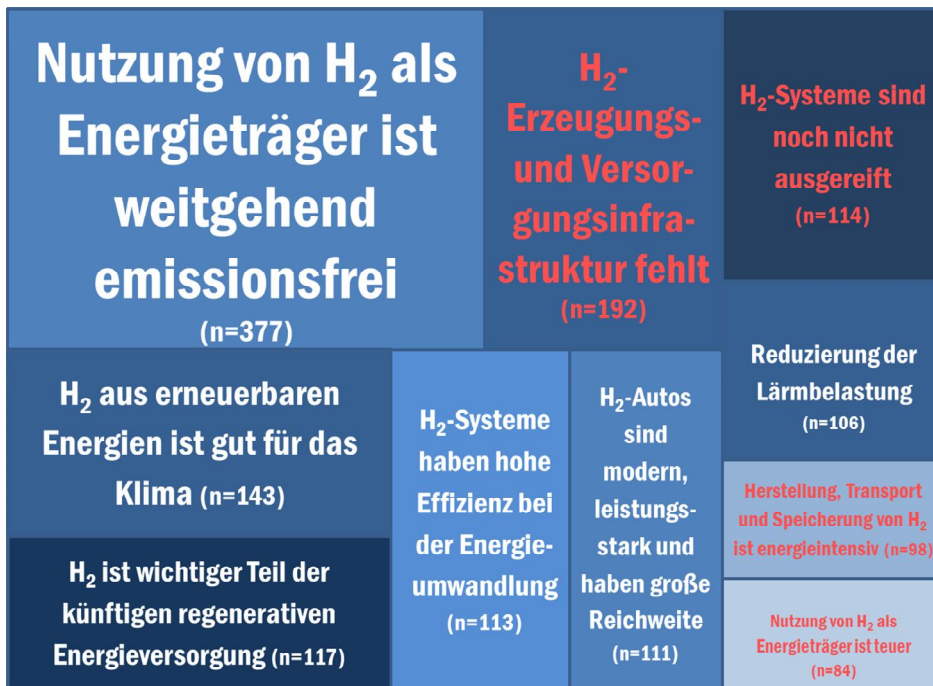 Nutzung von H₂ als
Energieträger ist
weitgehend
emissionsfrei
(n=377)
H₂-
Erzeugungs-
und Versor-
gungsinfra-
struktur fehlt
(n=192)
H₂-Systeme sind
noch nicht
ausgereift
(n=114)
H₂ aus erneuerbaren
Energien ist gut für das
Klima (n=143)
H₂ ist wichtiger Teil der
künftigen regenerativen
Energieversorgung (n=117)
H₂-Systeme
haben hohe
Effizienz bei
der Energie-
umwandlung
(n=113)
H₂-Autos
sind
modern,
leistungs-
stark und
haben große
Reichweite
(n=111)
Reduzierung der
Lärmbelastung
(n=106)
Herstellung, Transport
und Speicherung von H₂
ist energieintensiv (n=98)
Nutzung von H₂ als
Energieträger ist teuer
(n=84)